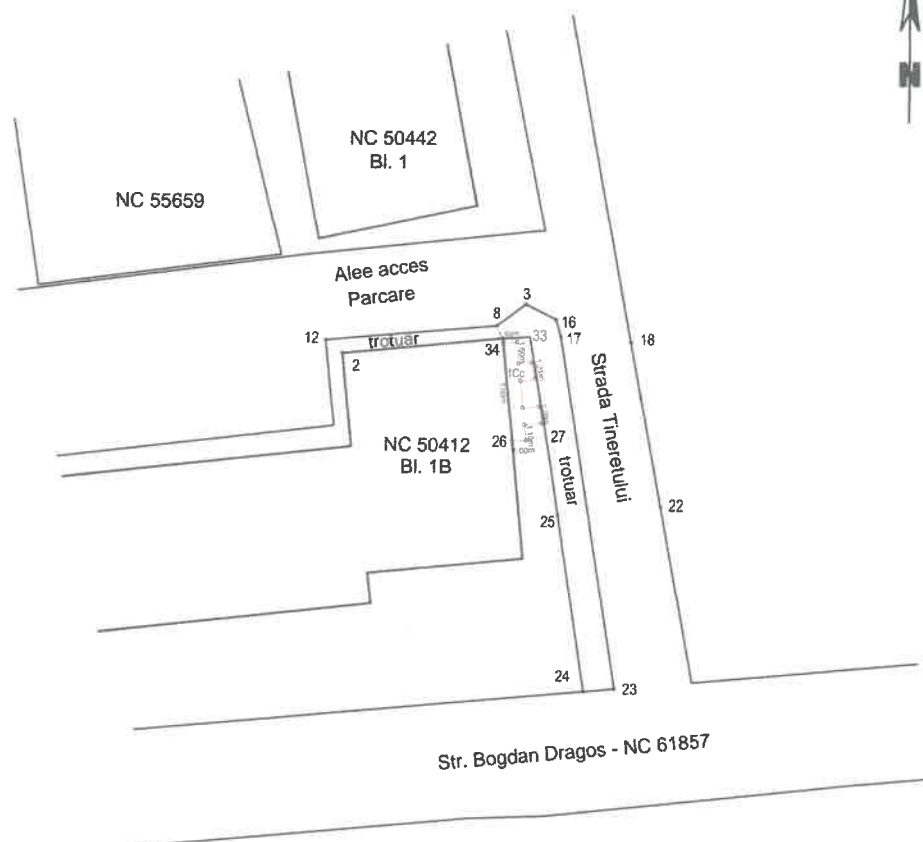 N
NC 50442
Bl. 1
NC 55659
Alee acces
Parcare
3
8
16
12
trotuar
33
17
18
34
2
1Cc
Strada Tineretului
NC 50412
Bl. 1B
26
27
trotuar
22
25
24
23
Str. Bogdan Dragos - NC 61857